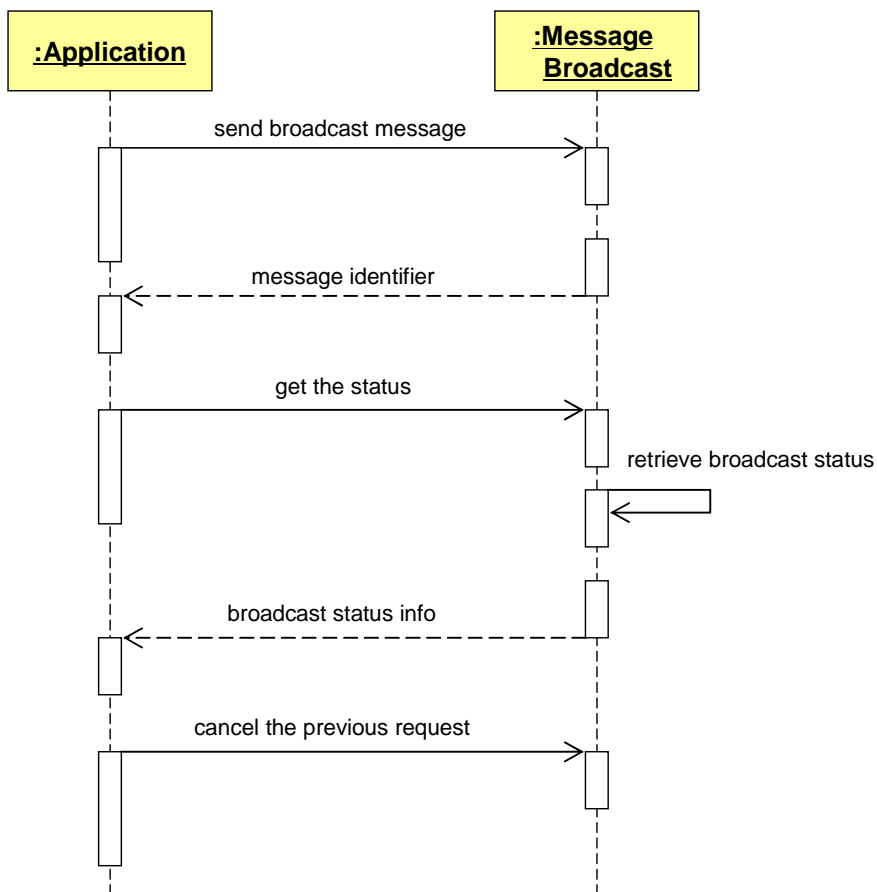 :Application
:Message
Broadcast
send broadcast message
message identifier
get the status
retrieve broadcast status
broadcast status info
cancel the previous request